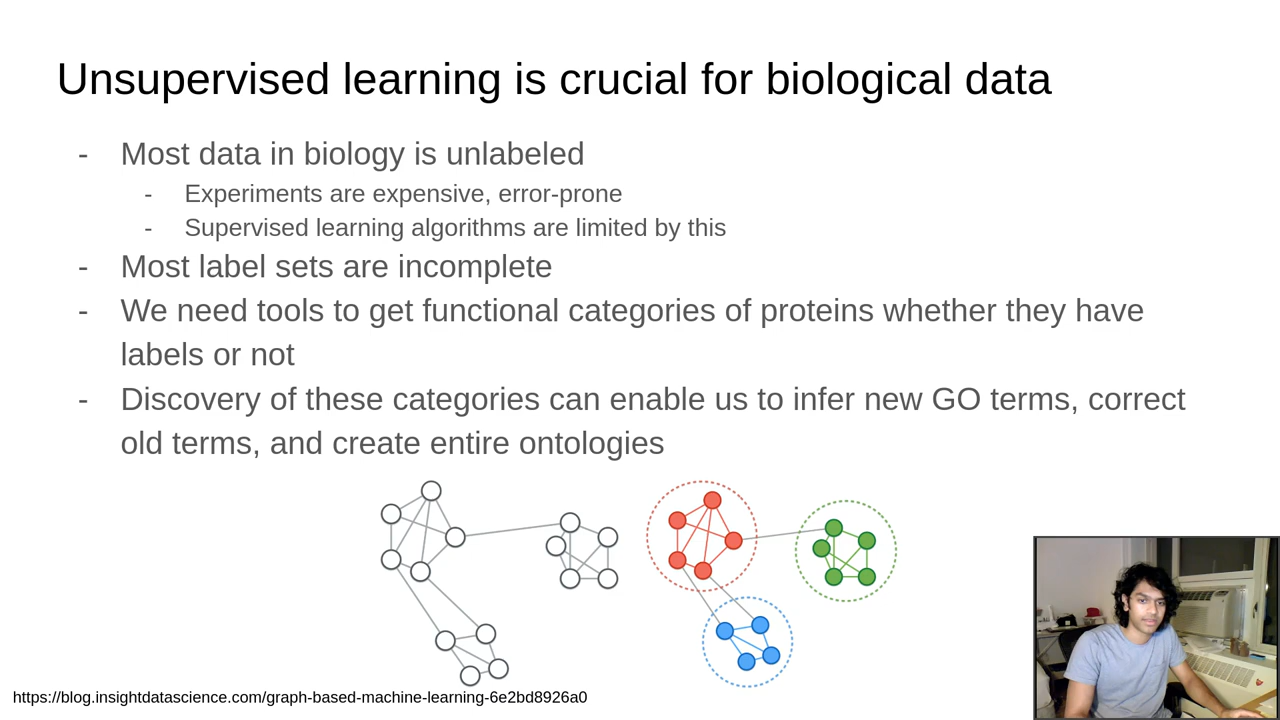 Unsupervised learning is crucial for biological data
- Most data in biology is unlabeled
- Experiments are expensive, error-prone
- Supervised learning algorithms are limited by this
- Most label sets are incomplete
- We need tools to get functional categories of proteins whether they have
labels or not
- Discovery of these categories can enable us to infer new GO terms, correct
old terms, and create entire ontologies
https://blog.insightdatascience.com/graph-based-machine-learning-6e2bd8926a0